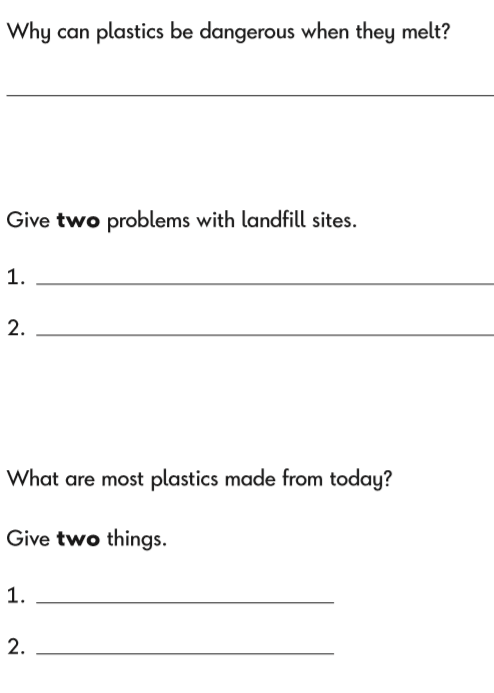 Why can plastics be dangerous when they melt?
Give two problems with landfill sites.
1.
2.
What are most plastics made from today?
Give two things.
1.
2.